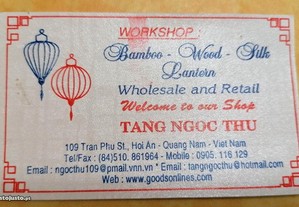 WORKSHOP :
Bamboo - Wood - Silk
Lantern
Wholesale and Retail
Welcome to our Shop
TANG NGOC THU
109 Tran Phu St., Hoi An - Quang Nam - Viet Nam
Tel/Fax : (84)510. 861964 - Mobile : 0905. 116 129
Email : ngocthu109@pmail.vnn.vn * Email : tangngocthu@hotmail.com
Web : www.goodsonlines.com